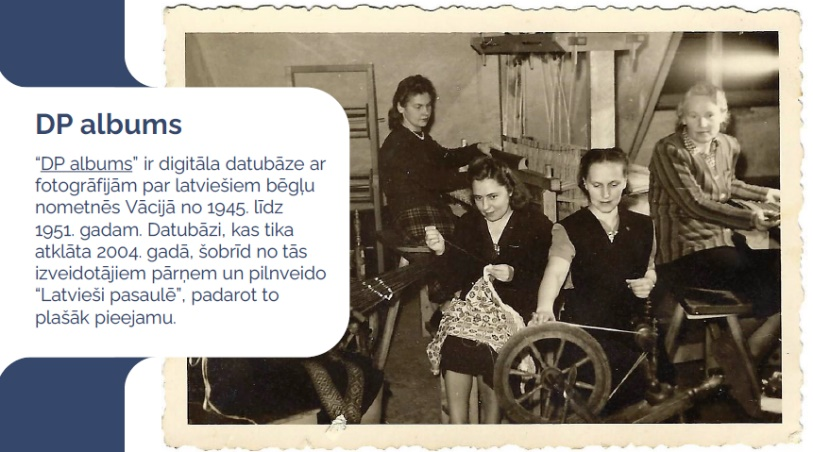 DP albums
“DP albums” ir digitāla datubāze ar
fotogrāfijām par latviešiem bēgļu
nometnēs Vācijā no 1945. līdz
1951. gadam. Datubāzi, kas tika
atklāta 2004. gadā, šobrīd no tās
izveidotājiem pārņem un pilnveido
“Latvieši pasaulē”, padarot to
plašāk pieejamu.